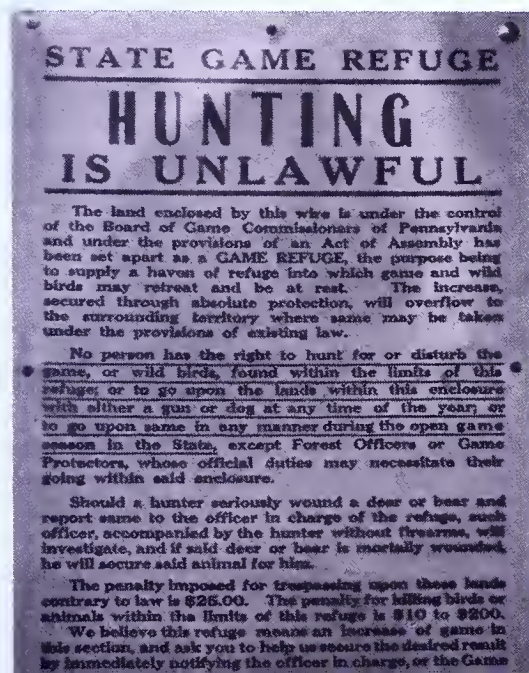 STATE GAME REFUGE
HUNTING
IS UNLAWFUL
The land enclosed by this wire is under the control
of the Board of Game Commissioners of Pennsylvania
and under the provisions of an Act of Assembly has
been set apart as a GAME REFUGE, the purpose being
to supply a haven of refuge into which game and wild
birds may retreat and be at rest. The increase,
secured through absolute protection, will overflow to
the surrounding territory where same may be taken
under the provisions of existing law.
No person has the right to hunt for or disturb the
game, or wild birds, found within the limits of this
refuge; or to go upon the lands within this enclosure
with either a gun or dog at any time of the year; or
to go upon same in any manner during the open game
season in the State, except Forest Officers or Game
Protectors, whose official duties may necessitate their
going within said enclosure.
Should a hunter seriously wound a deer or bear and
report same to the officer in charge of the refuge, such
officer, accompanied by the hunter without firearms, will
investigate, and if said deer or bear is mortally wounded,
he will secure said animal for him.
The penalty imposed for trespassing upon these lands
contrary to law is $25.00. The penalty for killing birds or
animals within the limits of this refuge is $10 to $200.
We believe this refuge means an increase of game in
this section, and ask you to help us secure the desired result
by immediately notifying the officer in charge, or the Game